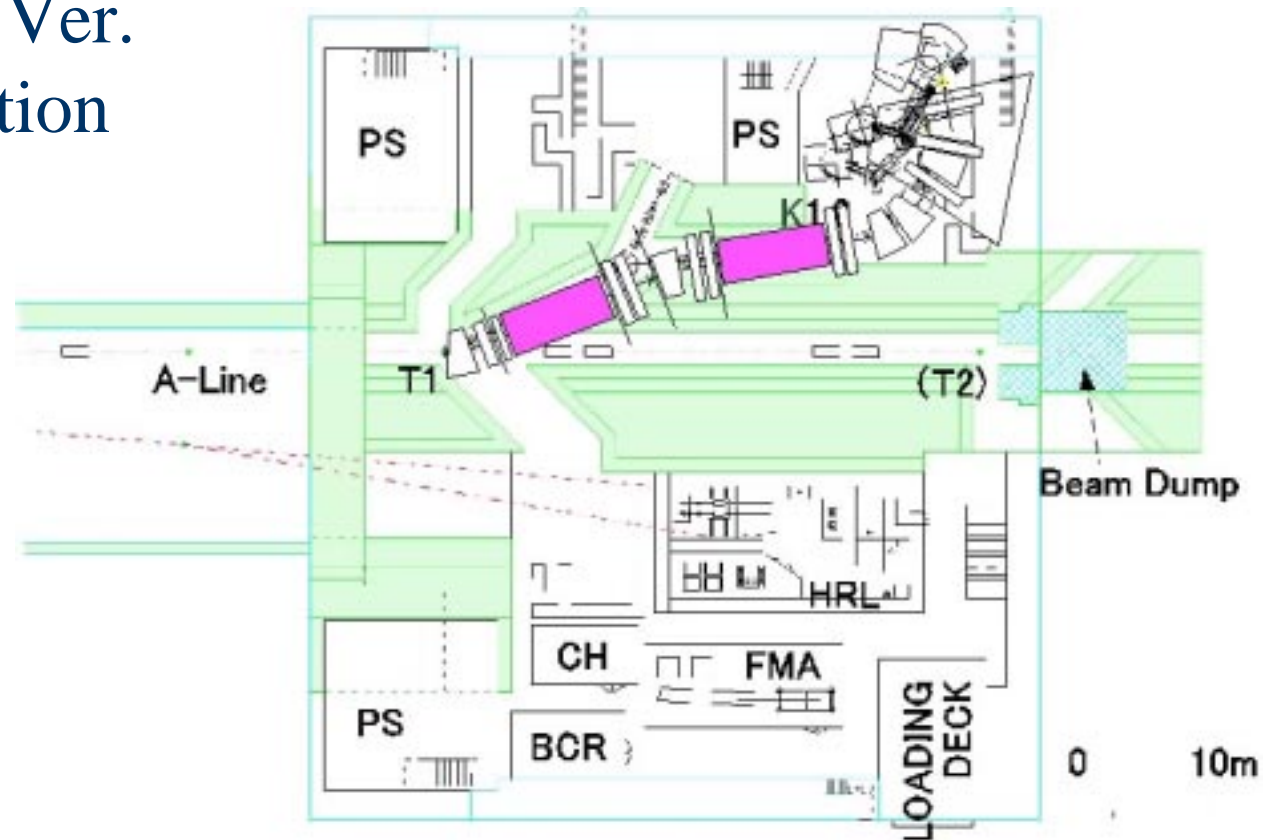 Ver.
tion
PS
PS
K1
A-Line
T1
(T2)
Beam Dump
HRL
CH
FMA
PS
BCR
LOADING
DECK
0
10m